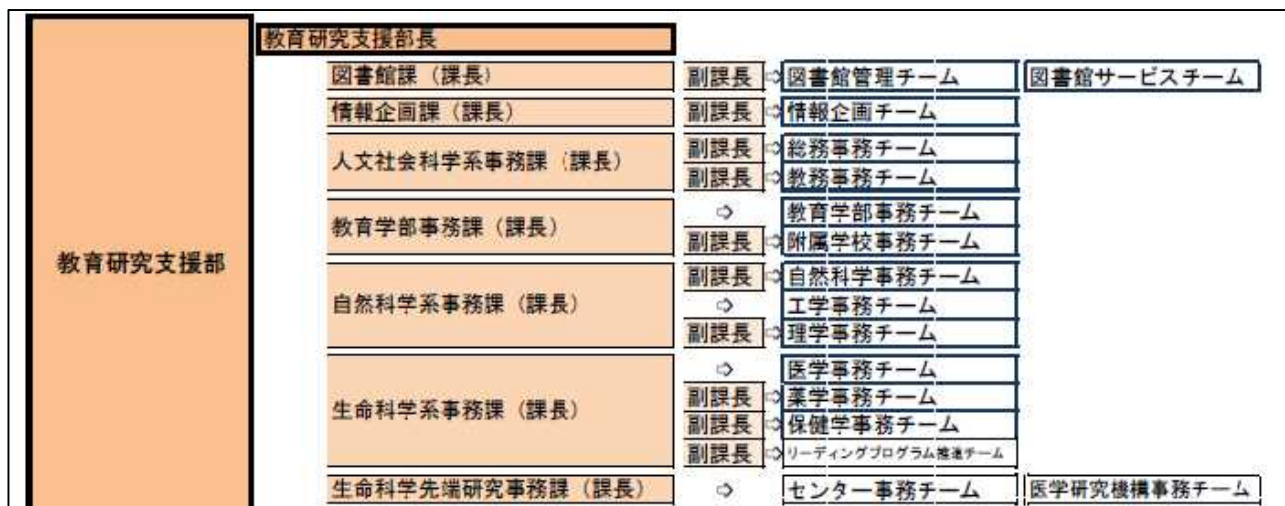 教育研究支援部
教育研究支援部長
図書館課（課長） 副課長 ⇨ 図書館管理チーム 図書館サービスチーム
情報企画課（課長） 副課長 ⇨ 情報企画チーム
人文社会科学系事務課（課長）
副課長 ⇨ 総務事務チーム
副課長 ⇨ 教務事務チーム
教育学部事務課（課長）
⇨ 教育学部事務チーム
副課長 ⇨ 附属学校事務チーム
自然科学系事務課（課長）
副課長 ⇨ 自然科学事務チーム
⇨ 工学事務チーム
副課長 ⇨ 理学事務チーム
生命科学系事務課（課長）
⇨ 医学事務チーム
副課長 ⇨ 薬学事務チーム
副課長 ⇨ 保健学事務チーム
副課長 ⇨ リーディングプログラム推進チーム
生命科学先端研究事務課（課長） ⇨ センター事務チーム 医学研究機構事務チーム